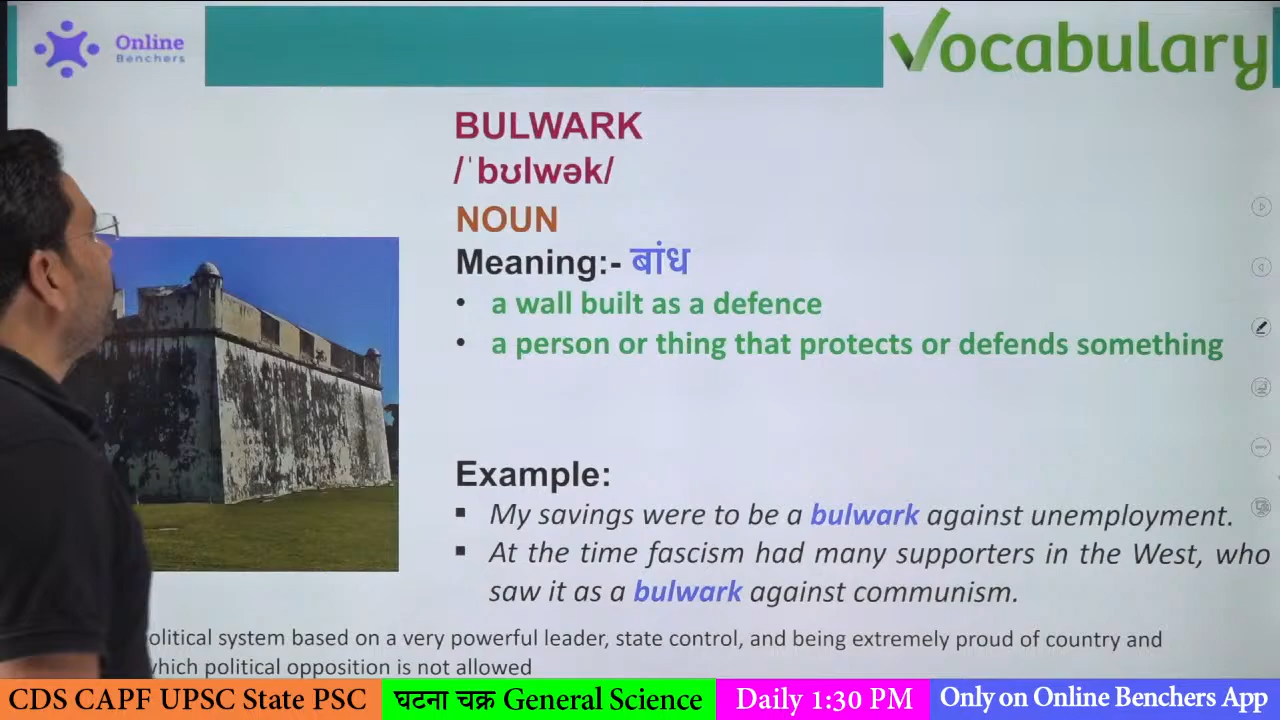 Online
Benchers
Vocabulary
BULWARK
/ˈbʊlwək/
NOUN
Meaning:- बांध
• a wall built as a defence
• a person or thing that protects or defends something
Example:
▪ My savings were to be a bulwark against unemployment.
▪ At the time fascism had many supporters in the West, who
saw it as a bulwark against communism.
political system based on a very powerful leader, state control, and being extremely proud of country and
which political opposition is not allowed
CDS CAPF UPSC State PSC घटना चक्र General Science Daily 1:30 PM Only on Online Benchers App